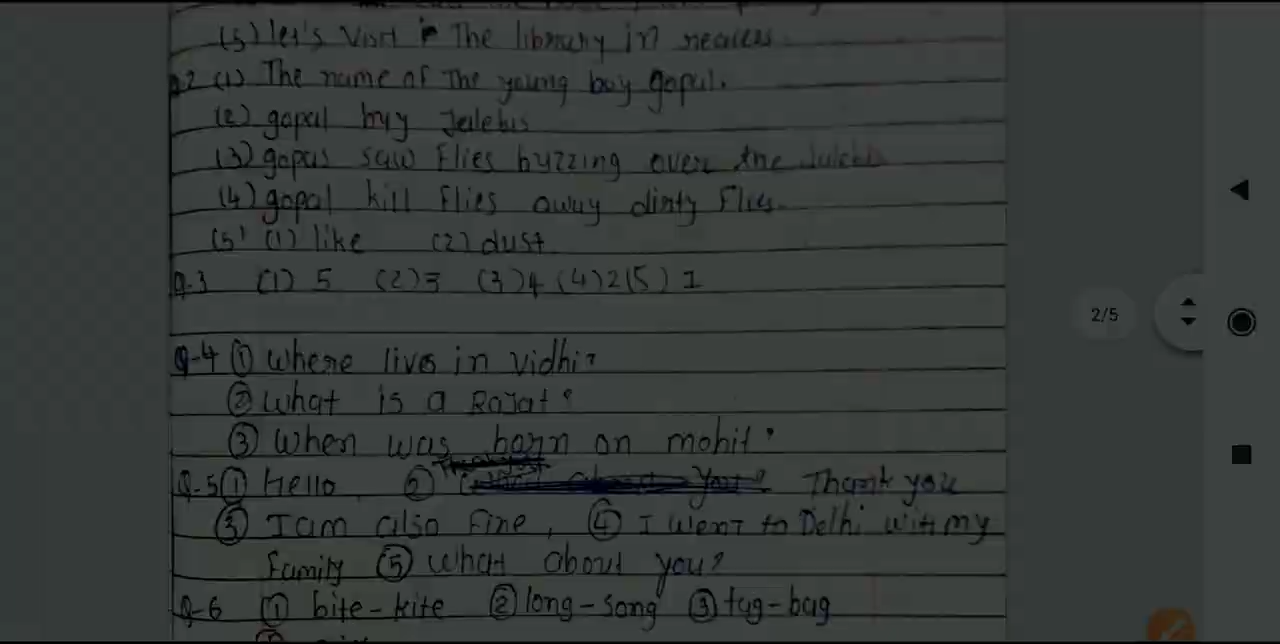 (5) let's visit the library in recess
Q.2 (1) The name of The young boy gopal.
(2) gopal buy Jalebis
(3) gopal saw flies buzzing over the
(4) gopal kill flies away dirty flies.
(5) (1) like (2) dust
Q.3 (1) 5 (2) 3 (3) 4 (4) 2 (5) 1
2/5
Q-4 ① Where lives in vidhi?
② What is a Rajat?
③ When was born on mohit?
Q-5 ① Hello ② Thank you
③ I am also Fine, ④ I went to Delhi with my
family ⑤ What about you?
Q-6 ① bite-kite ② long-song ③ tag-bag